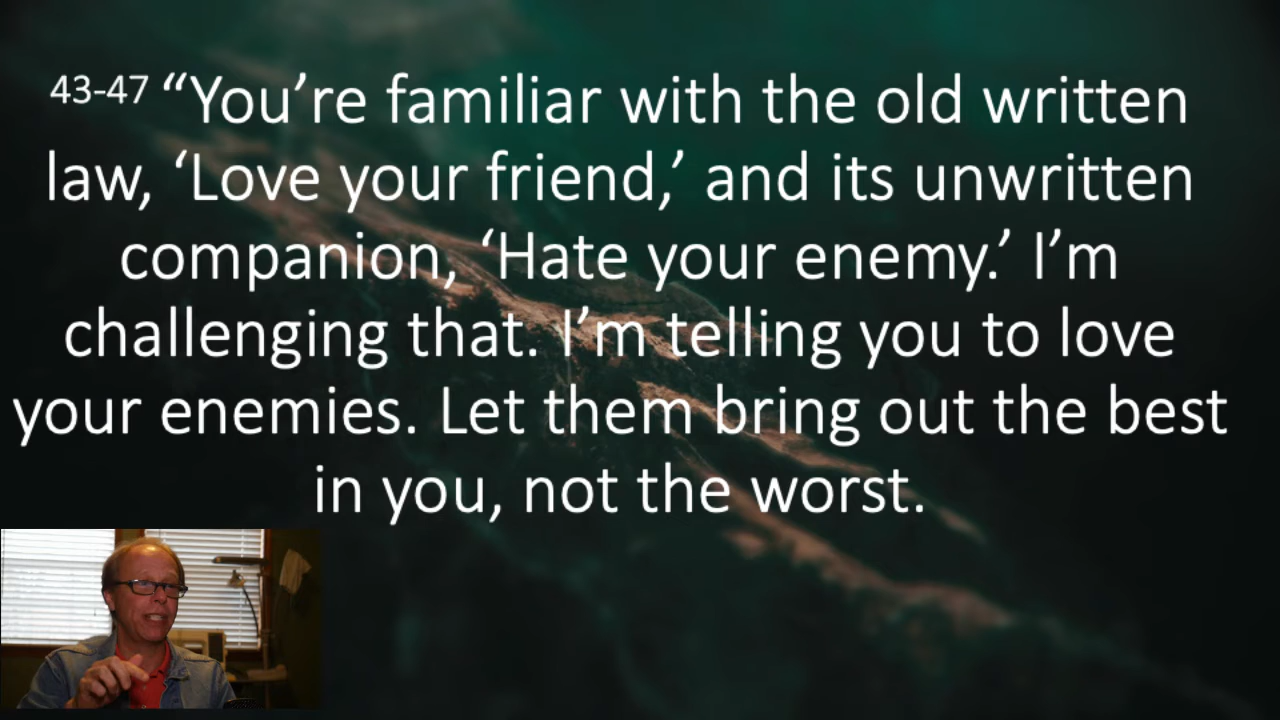 43-47 “You’re familiar with the old written
law, ‘Love your friend,’ and its unwritten
companion, ‘Hate your enemy.’ I’m
challenging that. I’m telling you to love
your enemies. Let them bring out the best
in you, not the worst.